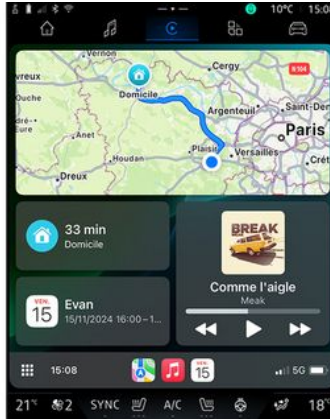 10°C 15:0
Vernon
Cergy
N104
vreux
Ouche
Domicile
Argenteuil
Saint-Den
Eure
Anet
Paris
Plaisir
Versailles
Houdan
Crét
Dreux
33 min
Domicile
BREAK
Comme l'aigle
Meak
VEN.
15
Evan
15/11/2024 16:00–1...
15:08
15
5G
21°c
2
SYNC
A/C
18°